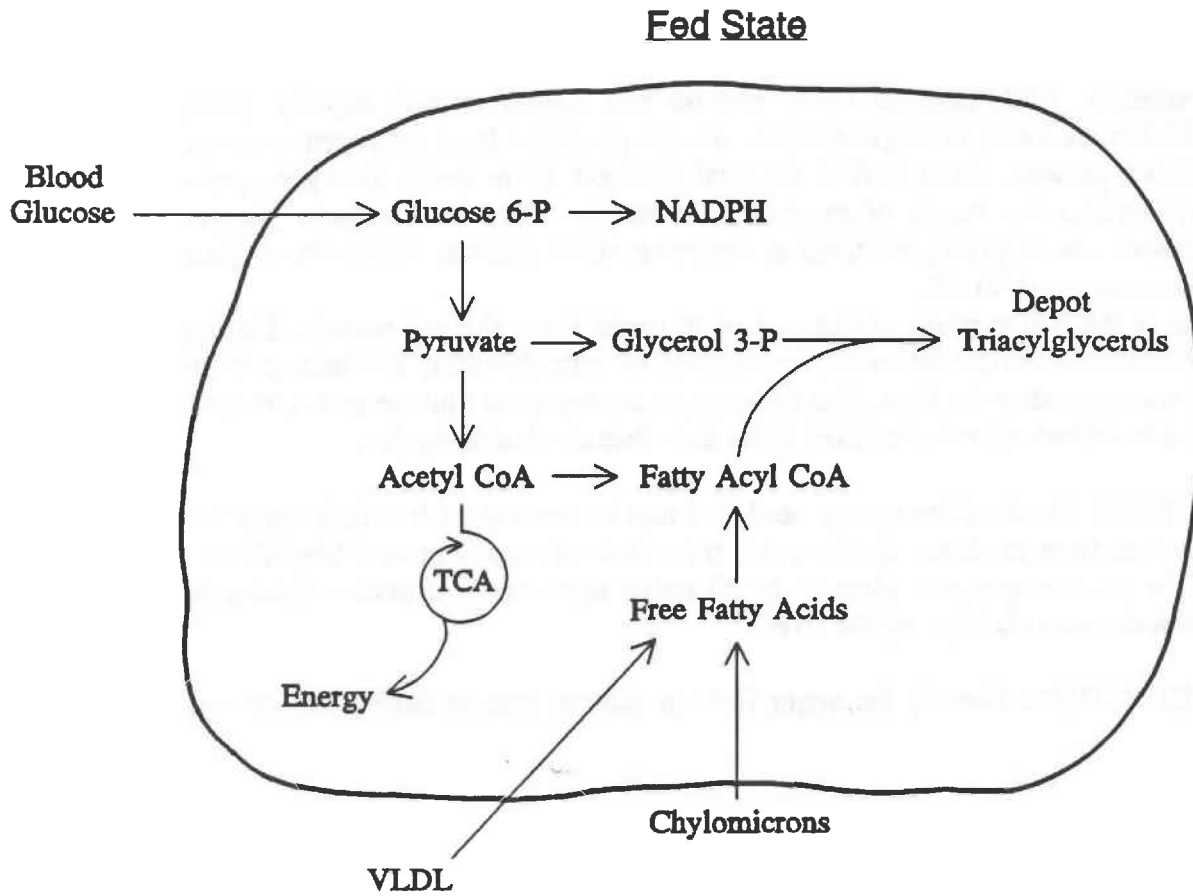 Fed State
Blood
Glucose
Glucose 6-P
NADPH
Depot
Pyruvate
Glycerol 3-P
Triacylglycerols
Acetyl CoA
Fatty Acyl CoA
TCA
Free Fatty Acids
Energy
Chylomicrons
VLDL